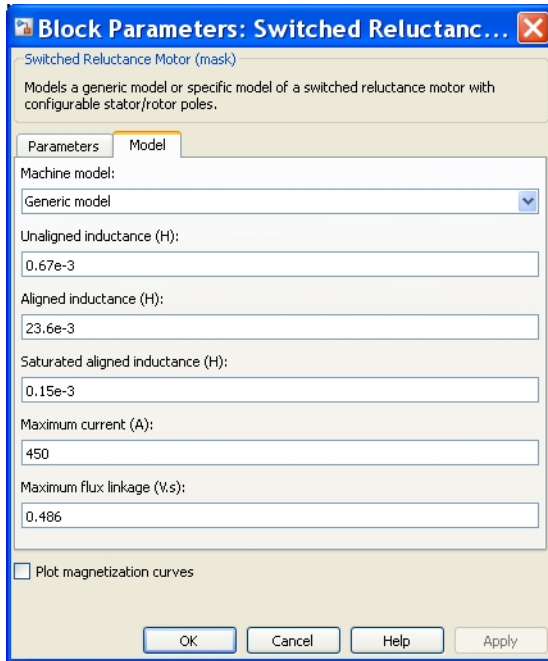 Block Parameters: Switched Reluctanc...
Switched Reluctance Motor (mask)
Models a generic model or specific model of a switched reluctance motor with
configurable stator/rotor poles.
Parameters Model
Machine model:
Generic model
Unaligned inductance (H):
0.67e-3
Aligned inductance (H):
23.6e-3
Saturated aligned inductance (H):
0.15e-3
Maximum current (A):
450
Maximum flux linkage (V.s):
0.486
Plot magnetization curves
OK Cancel Help Apply